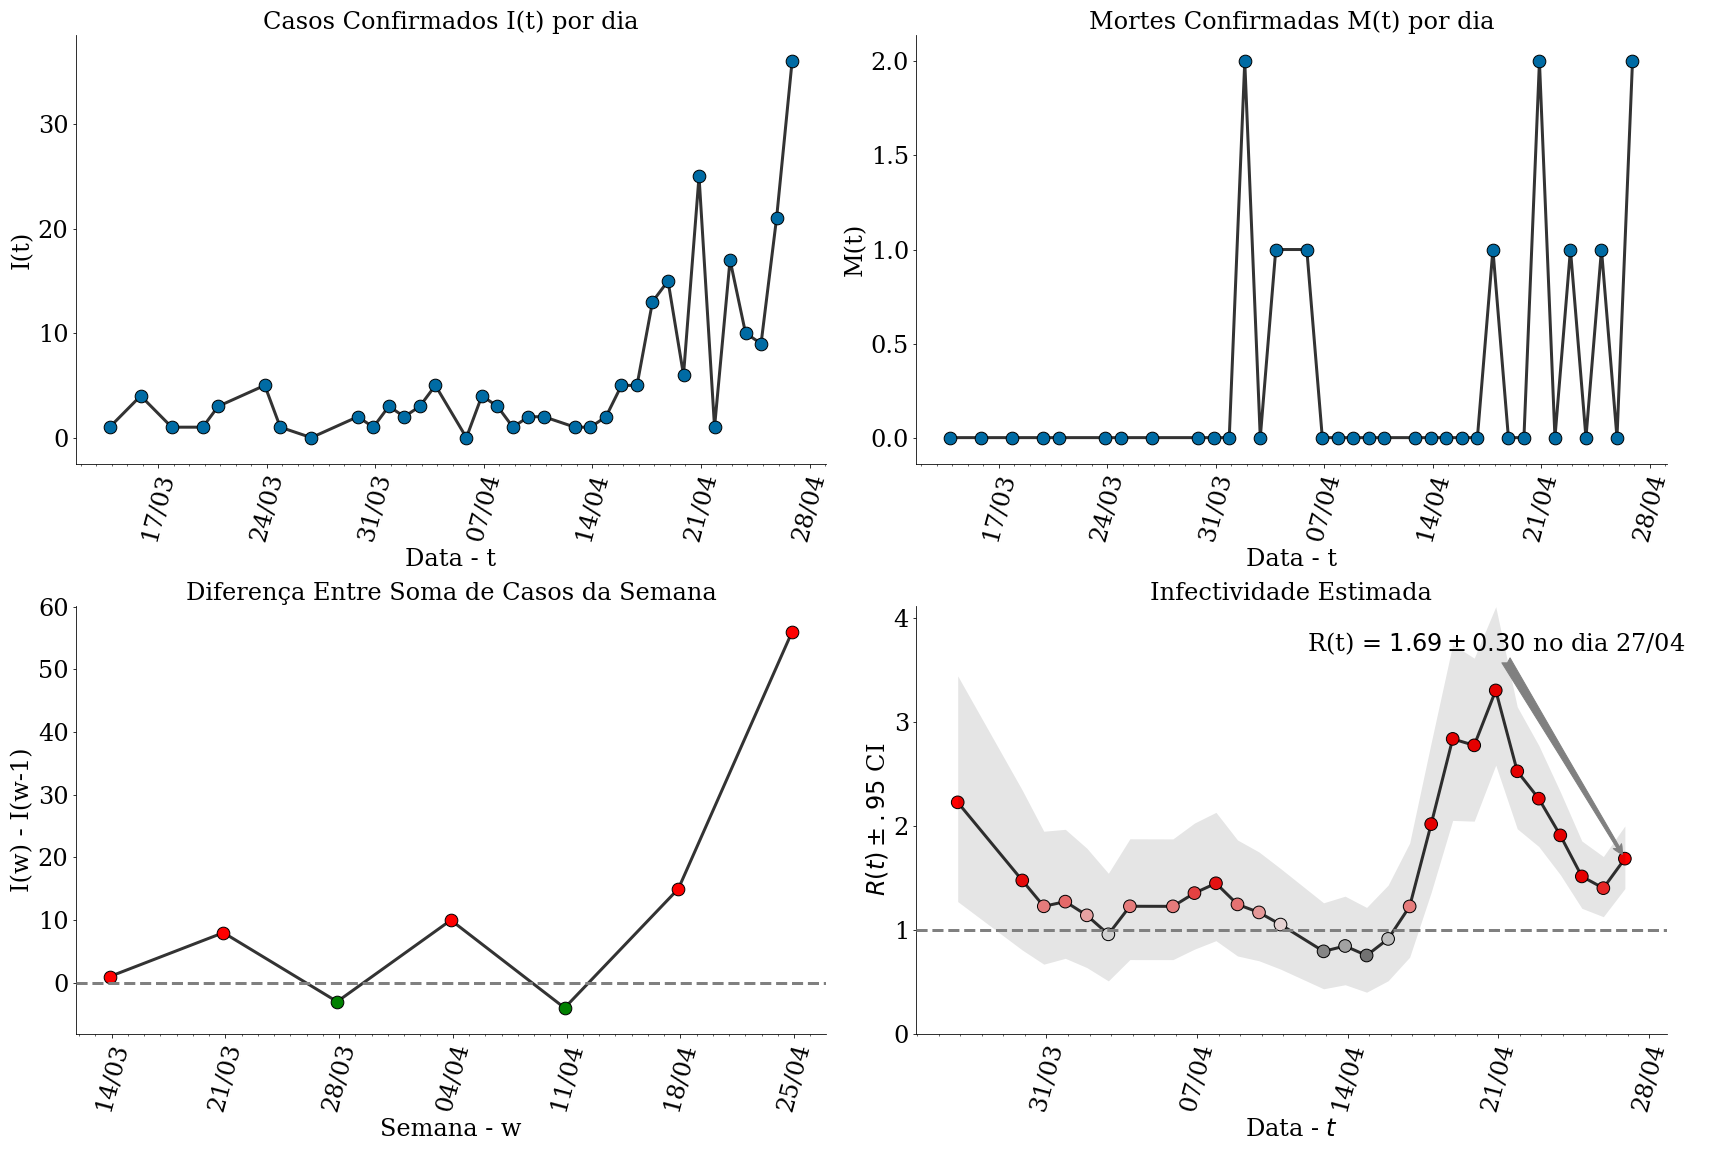 Casos Confirmados I(t) por dia
I(t)
30
20
10
0
17/03 24/03 31/03 07/04 14/04 21/04 28/04
Data - t
Mortes Confirmadas M(t) por dia
M(t)
2.0
1.5
1.0
0.5
0.0
17/03 24/03 31/03 07/04 14/04 21/04 28/04
Data - t
Diferença Entre Soma de Casos da Semana
I(w) - I(w-1)
60
50
40
30
20
10
0
14/03 21/03 28/03 04/04 11/04 18/04 25/04
Semana - w
Infectividade Estimada
R(t) = 1.69 ± 0.30 no dia 27/04
R(t) ± .95 CI
4
3
2
1
0
31/03 07/04 14/04 21/04 28/04
Data - t